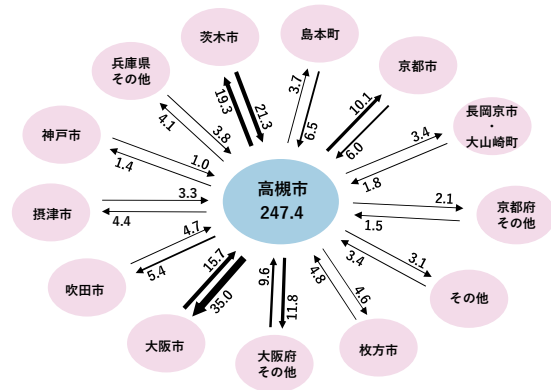 茨木市
島本町
兵庫県
その他
京都市
長岡京市
・
大山崎町
神戸市
高槻市
247.4
摂津市
京都府
その他
吹田市
その他
大阪市
大阪府
その他
枚方市
19.3
21.3
3.7
6.5
10.1
6.0
3.4
1.8
2.1
1.5
3.1
3.4
4.6
4.8
11.8
9.6
35.0
15.7
5.4
4.7
4.4
3.3
1.4
1.0
4.1
3.8